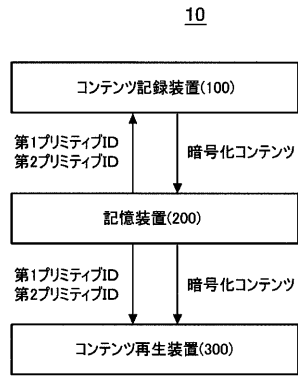 10
コンテンツ記録装置(100)
第1プリミティブID
第2プリミティブID
暗号化コンテンツ
記憶装置(200)
第1プリミティブID
第2プリミティブID
暗号化コンテンツ
コンテンツ再生装置(300)